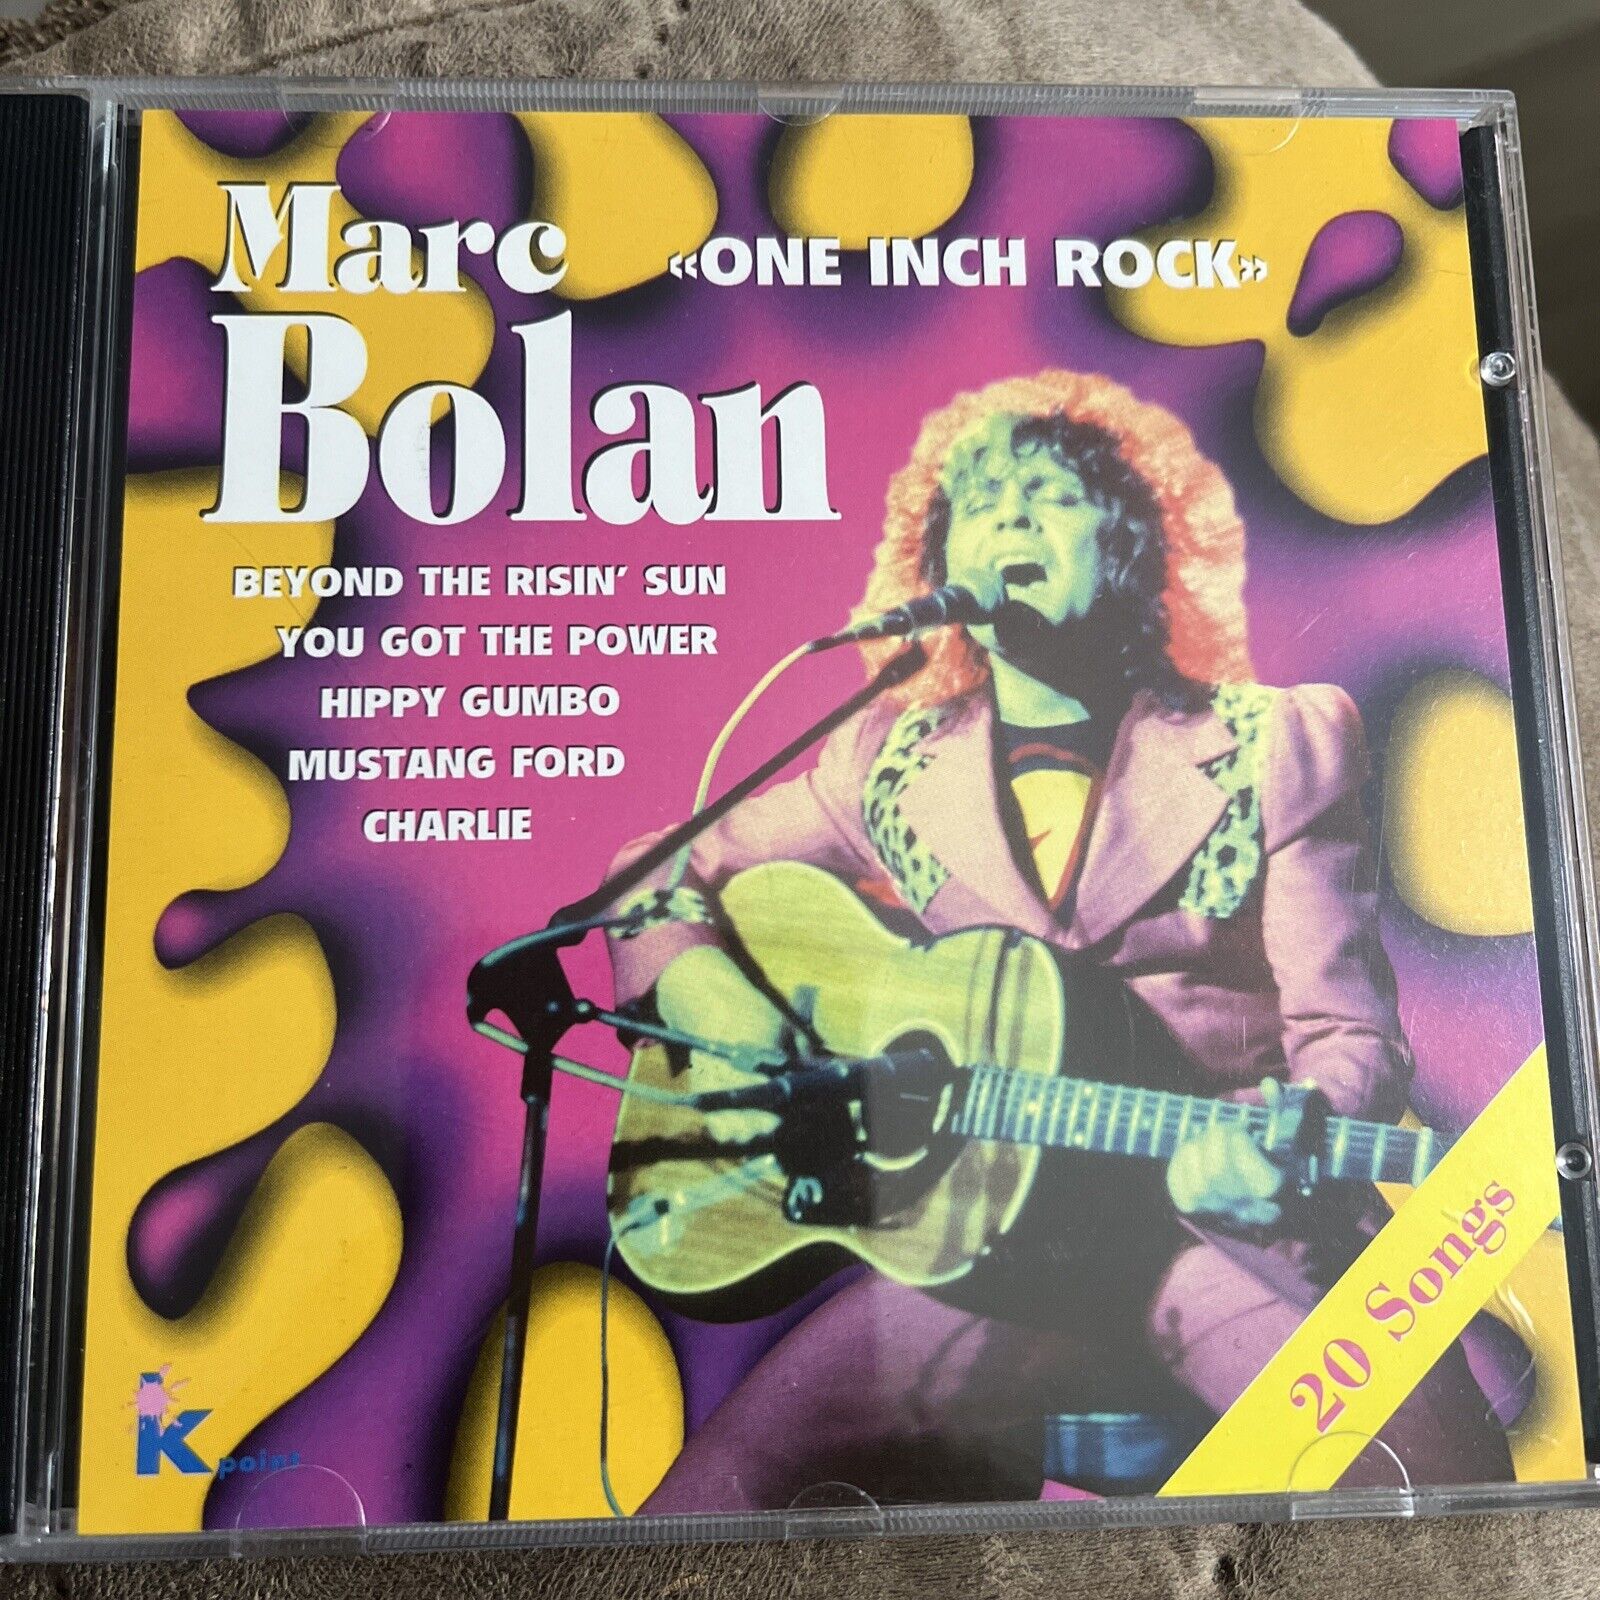 Marc
«ONE INCH ROCK»
Bolan
BEYOND THE RISIN' SUN
YOU GOT THE POWER
HIPPY GUMBO
MUSTANG FORD
CHARLIE
20 Songs
K point